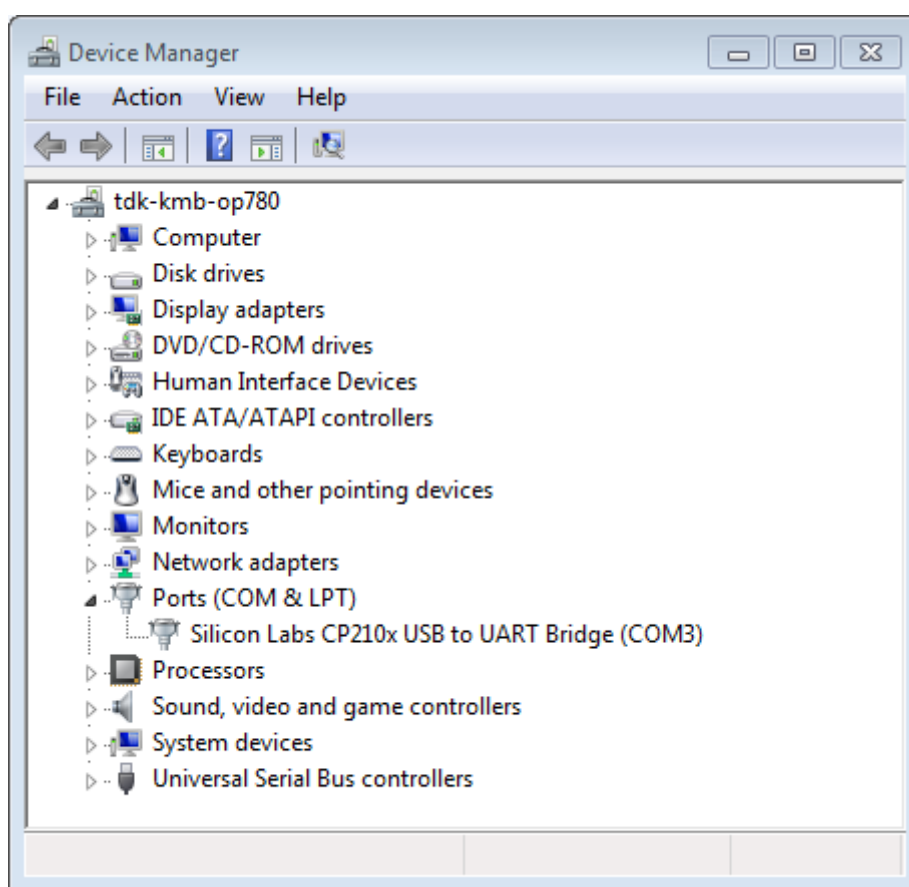 Device Manager
File Action View Help
?
tdk-kmb-op780
Computer
Disk drives
Display adapters
DVD/CD-ROM drives
Human Interface Devices
IDE ATA/ATAPI controllers
Keyboards
Mice and other pointing devices
Monitors
Network adapters
Ports (COM & LPT)
Silicon Labs CP210x USB to UART Bridge (COM3)
Processors
Sound, video and game controllers
System devices
Universal Serial Bus controllers